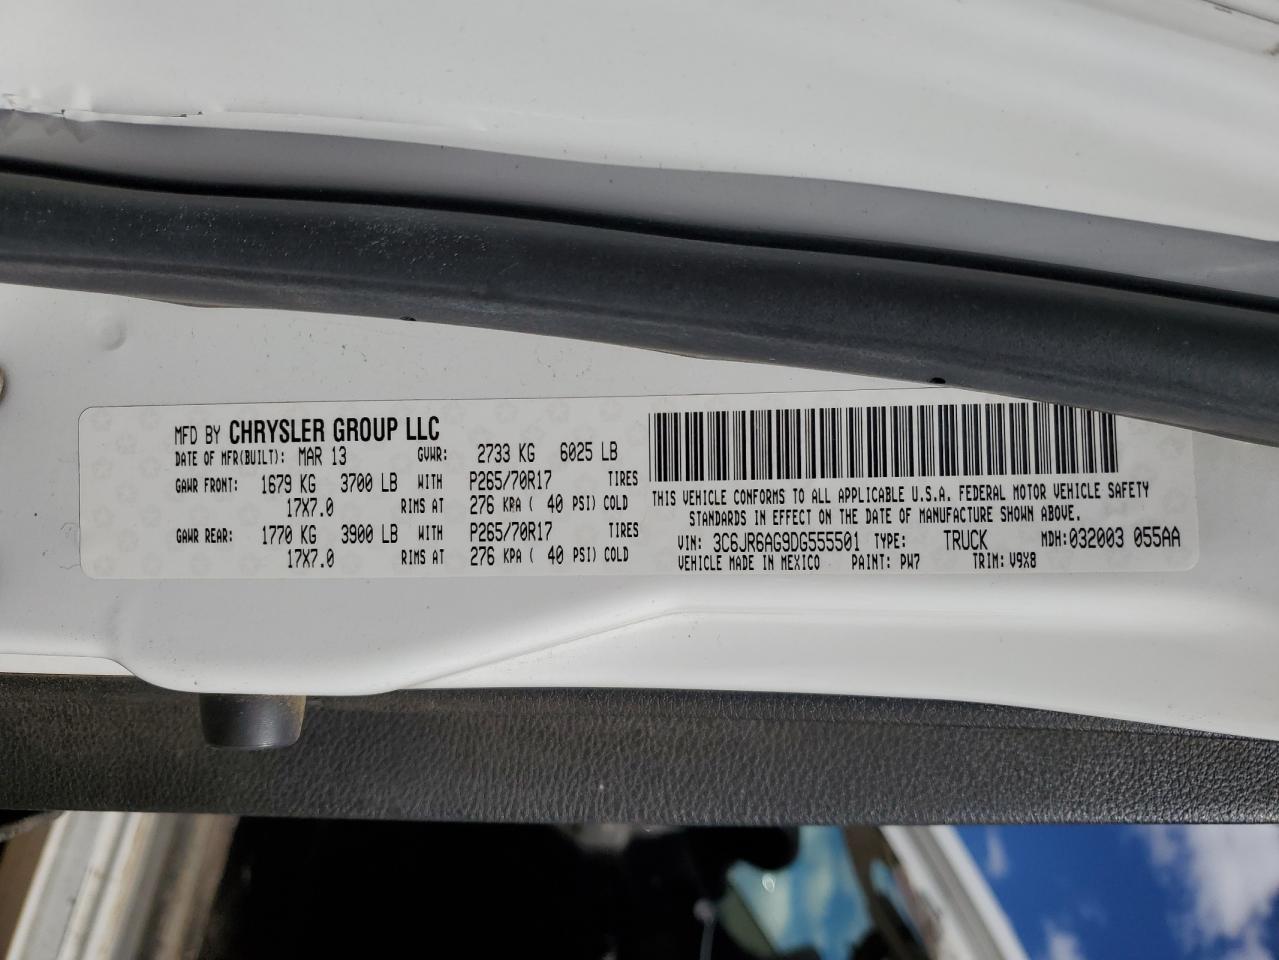 MFD BY CHRYSLER GROUP LLC
DATE OF MFR(BUILT): MAR 13 GVWR: 2733 KG 6025 LB
GAWR FRONT: 1679 KG 3700 LB WITH P265/70R17 TIRES
17X7.0 RIMS AT 276 KPA ( 40 PSI) COLD
GAWR REAR: 1770 KG 3900 LB WITH P265/70R17 TIRES
17X7.0 RIMS AT 276 KPA ( 40 PSI) COLD
THIS VEHICLE CONFORMS TO ALL APPLICABLE U.S.A. FEDERAL MOTOR VEHICLE SAFETY
STANDARDS IN EFFECT ON THE DATE OF MANUFACTURE SHOWN ABOVE.
VIN: 3C6JR6AG9DG555501 TYPE: TRUCK MDH:032003 055AA
VEHICLE MADE IN MEXICO PAINT: PW7 TRIM: V9X8